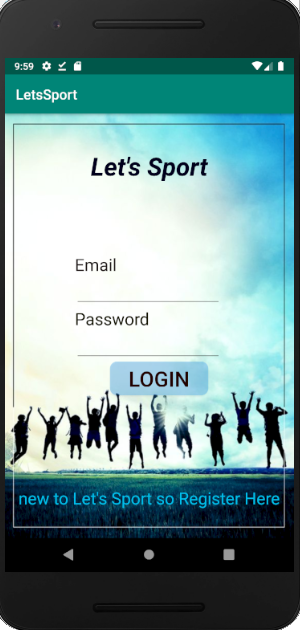 9:59
LetsSport
Let's Sport
Email
Password
LOGIN
new to Let's Sport so Register Here